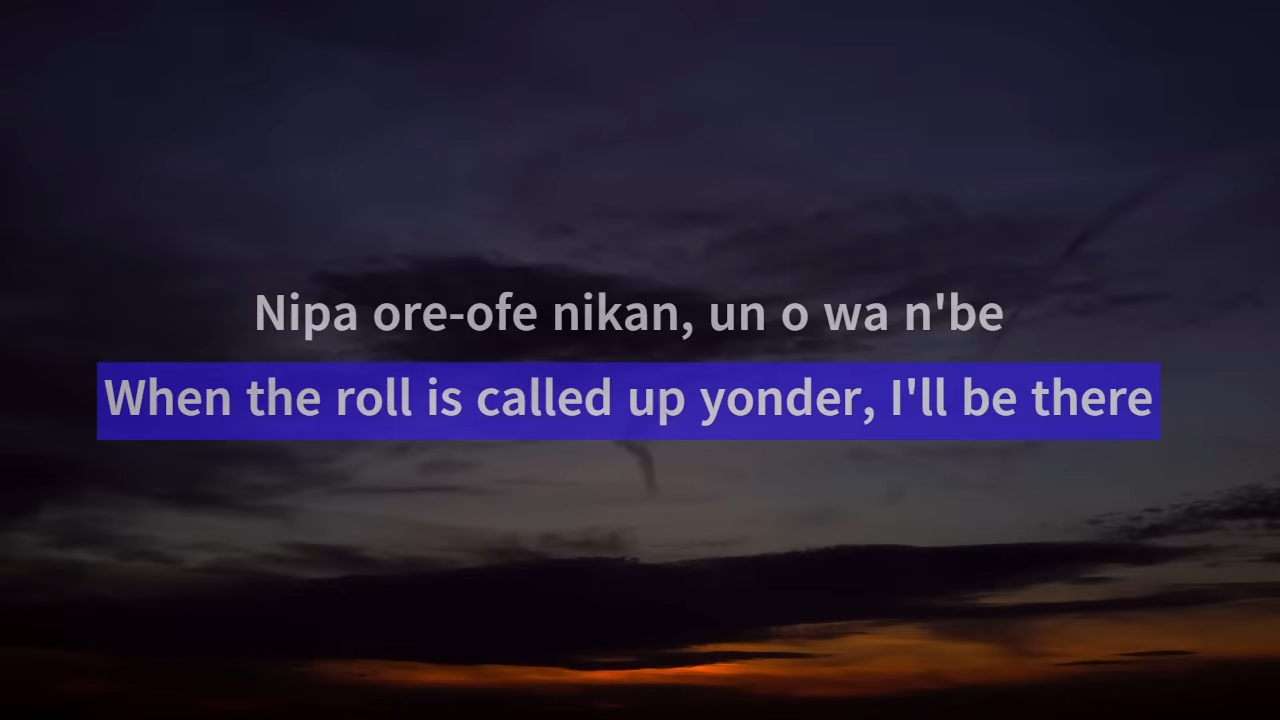 Nipa ore-ofe nikan, un o wa n'be
When the roll is called up yonder, I'll be there